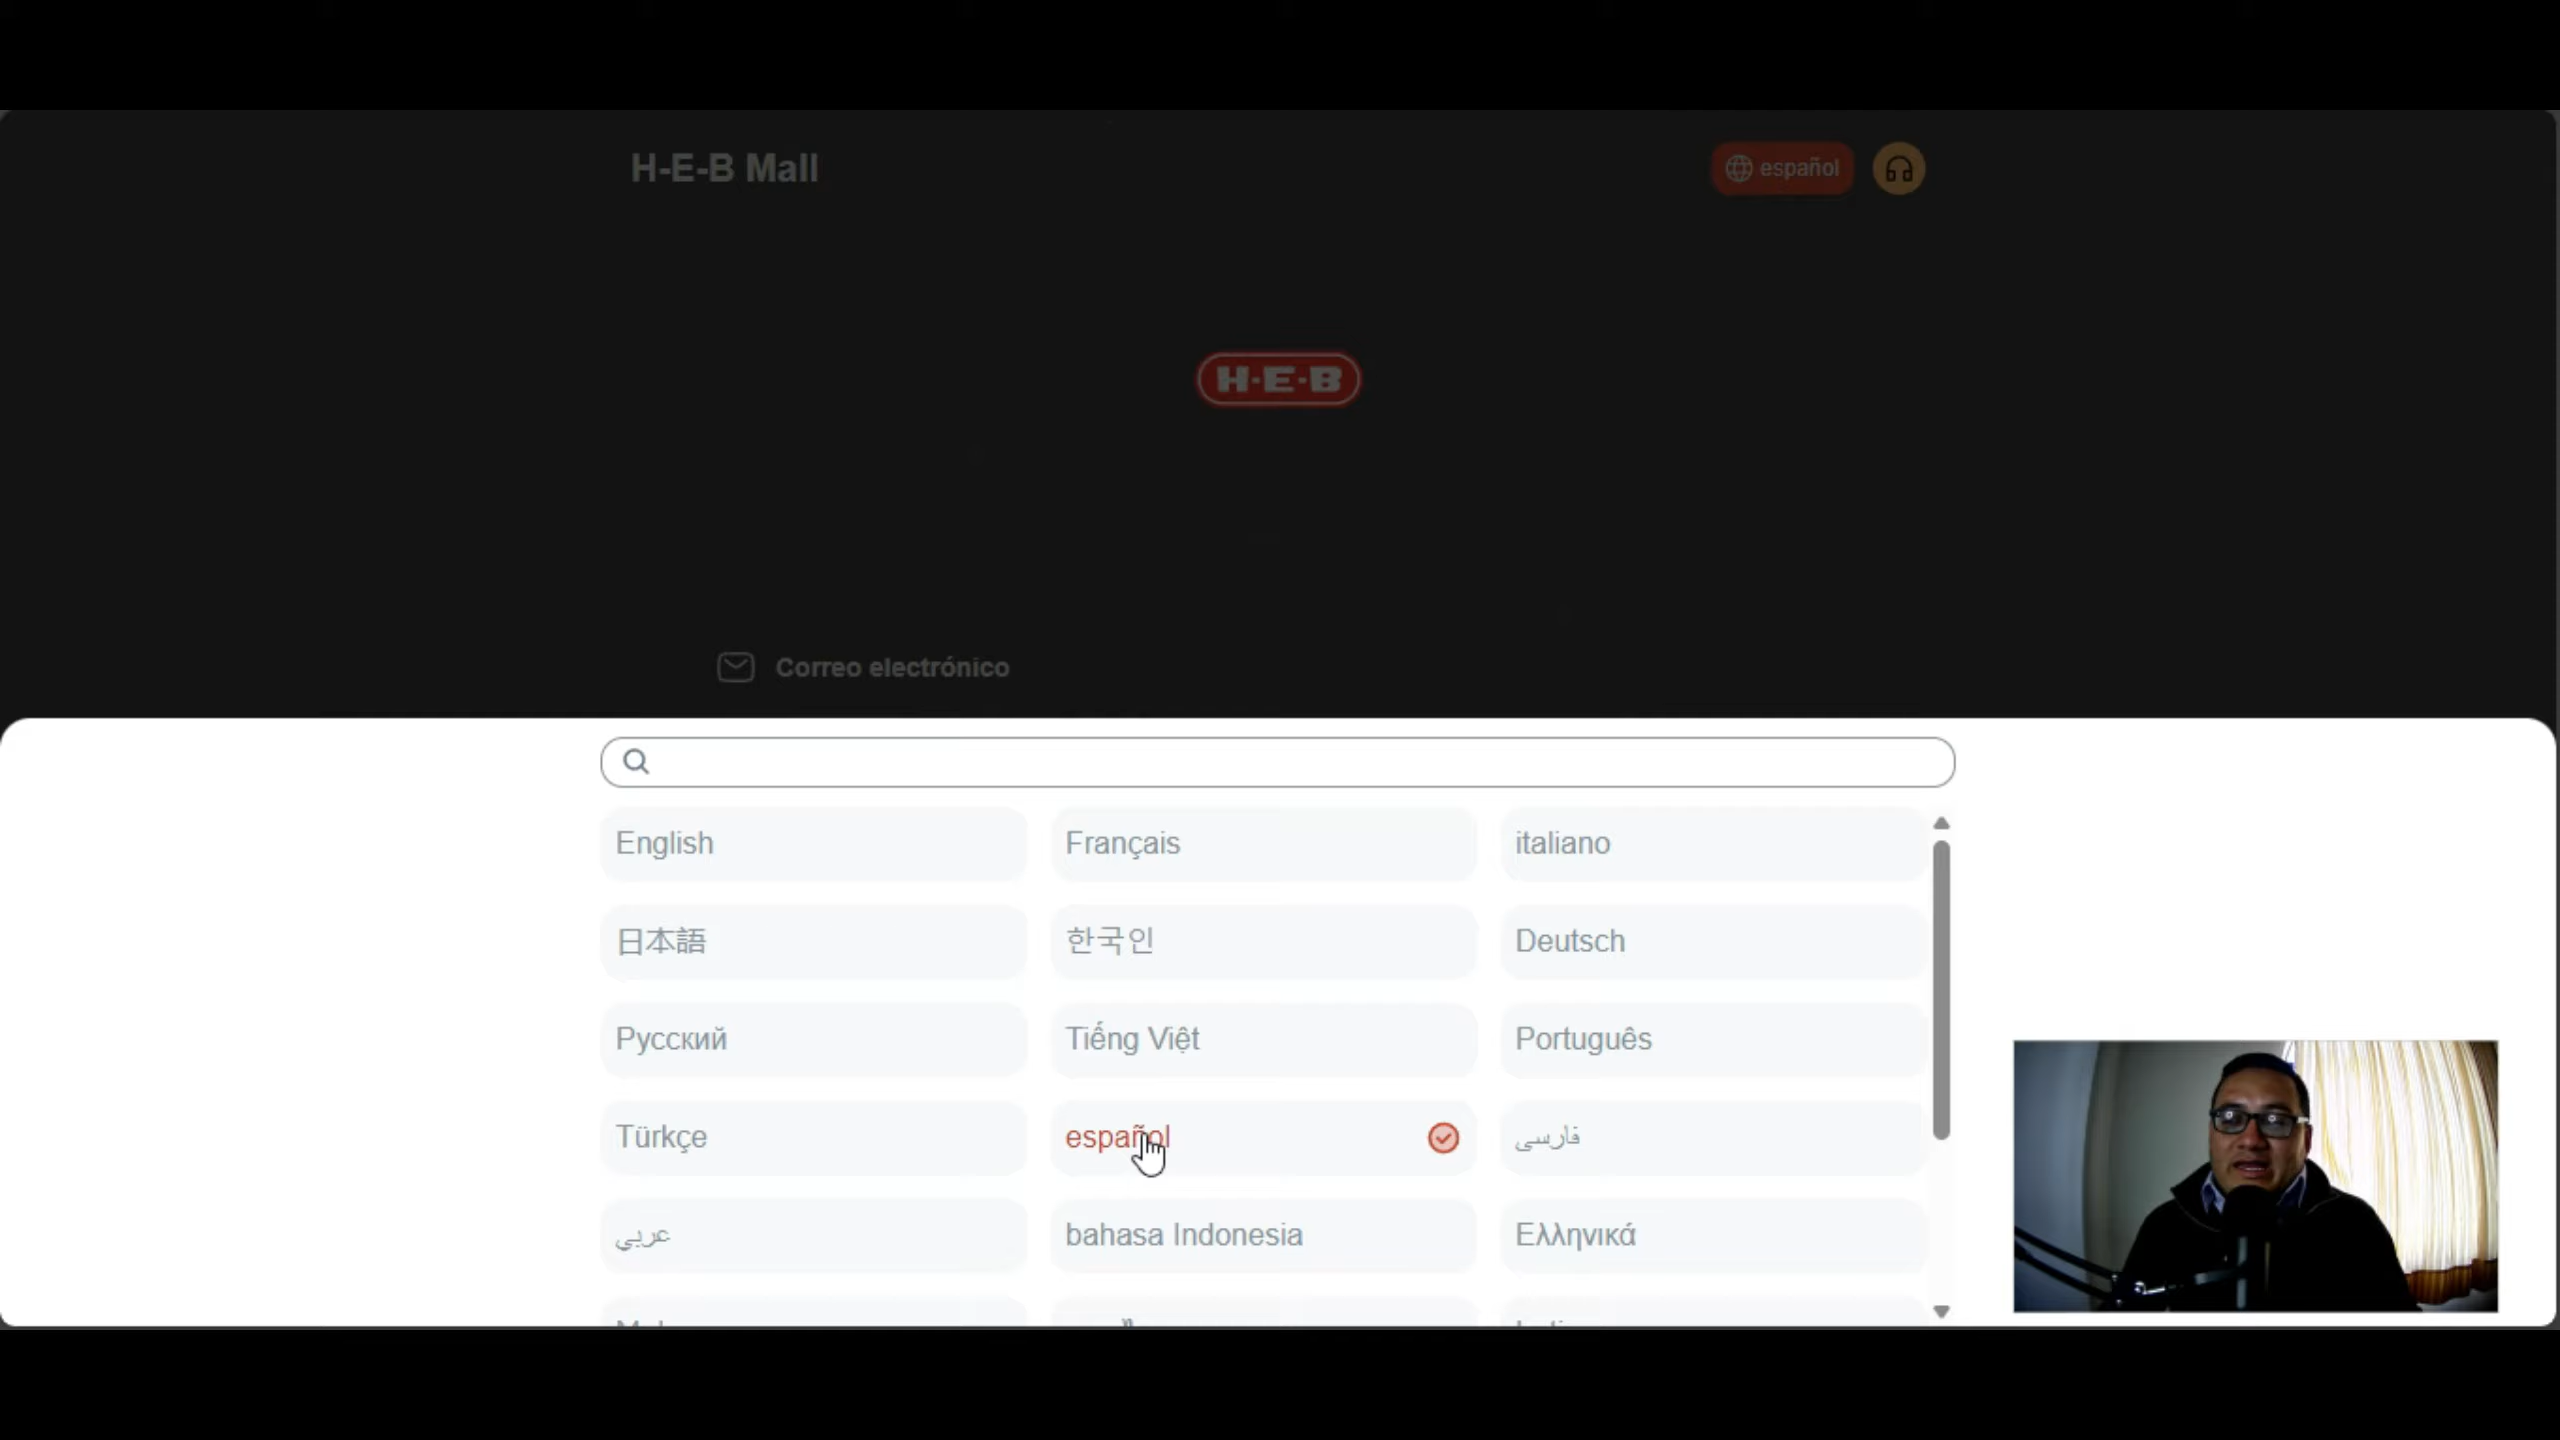 H-E-B Mall
español
H-E-B
Correo electrónico
English
Français
italiano
日本語
한국인
Deutsch
Русский
Tiếng Việt
Português
Türkçe
español
فارسی
عربي
bahasa Indonesia
Ελληνικά